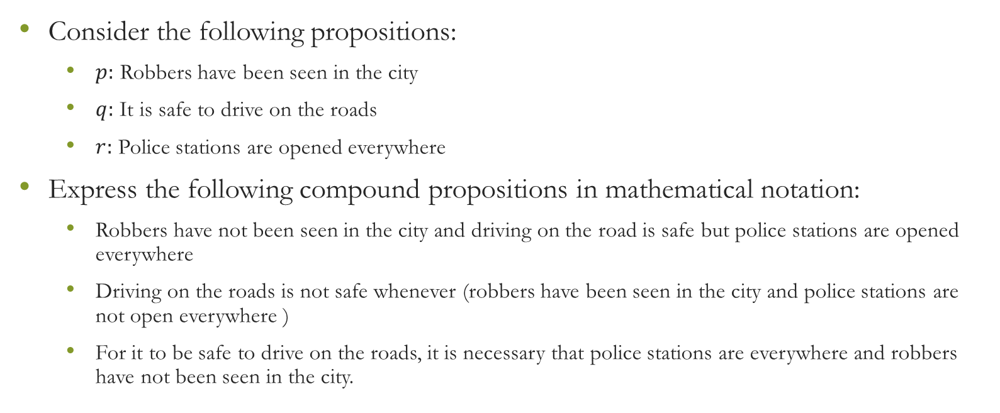 • Consider the following propositions:
• p: Robbers have been seen in the city
• q: It is safe to drive on the roads
• r: Police stations are opened everywhere
• Express the following compound propositions in mathematical notation:
• Robbers have not been seen in the city and driving on the road is safe but police stations are opened
everywhere
• Driving on the roads is not safe whenever (robbers have been seen in the city and police stations are
not open everywhere )
• For it to be safe to drive on the roads, it is necessary that police stations are everywhere and robbers
have not been seen in the city.